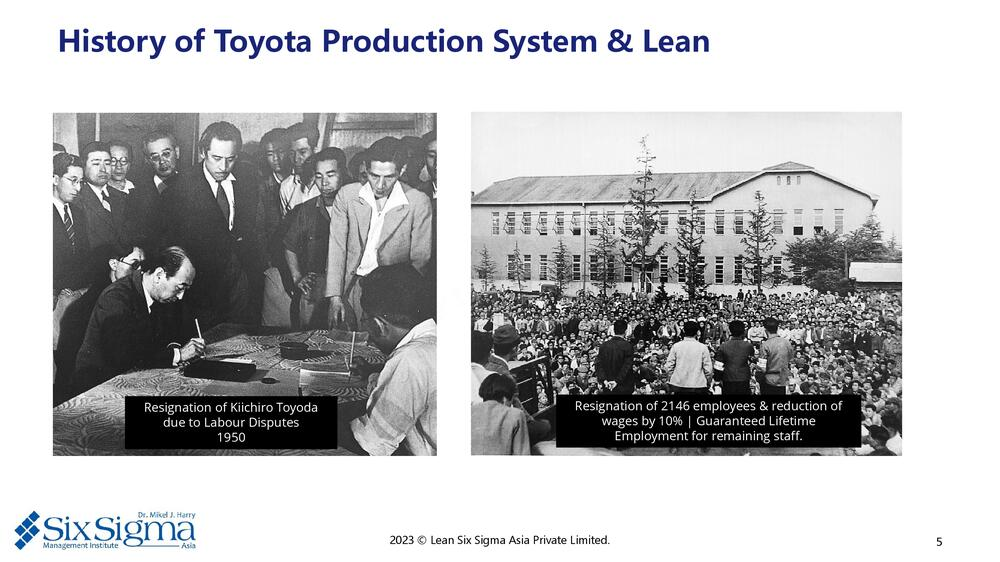 History of Toyota Production System & Lean
Resignation of Kiichiro Toyoda
due to Labour Disputes
1950
Resignation of 2146 employees & reduction of
wages by 10% | Guaranteed Lifetime
Employment for remaining staff.
Dr. Mikel J. Harry
Six Sigma
Management Institute Asia
2023 © Lean Six Sigma Asia Private Limited.
5